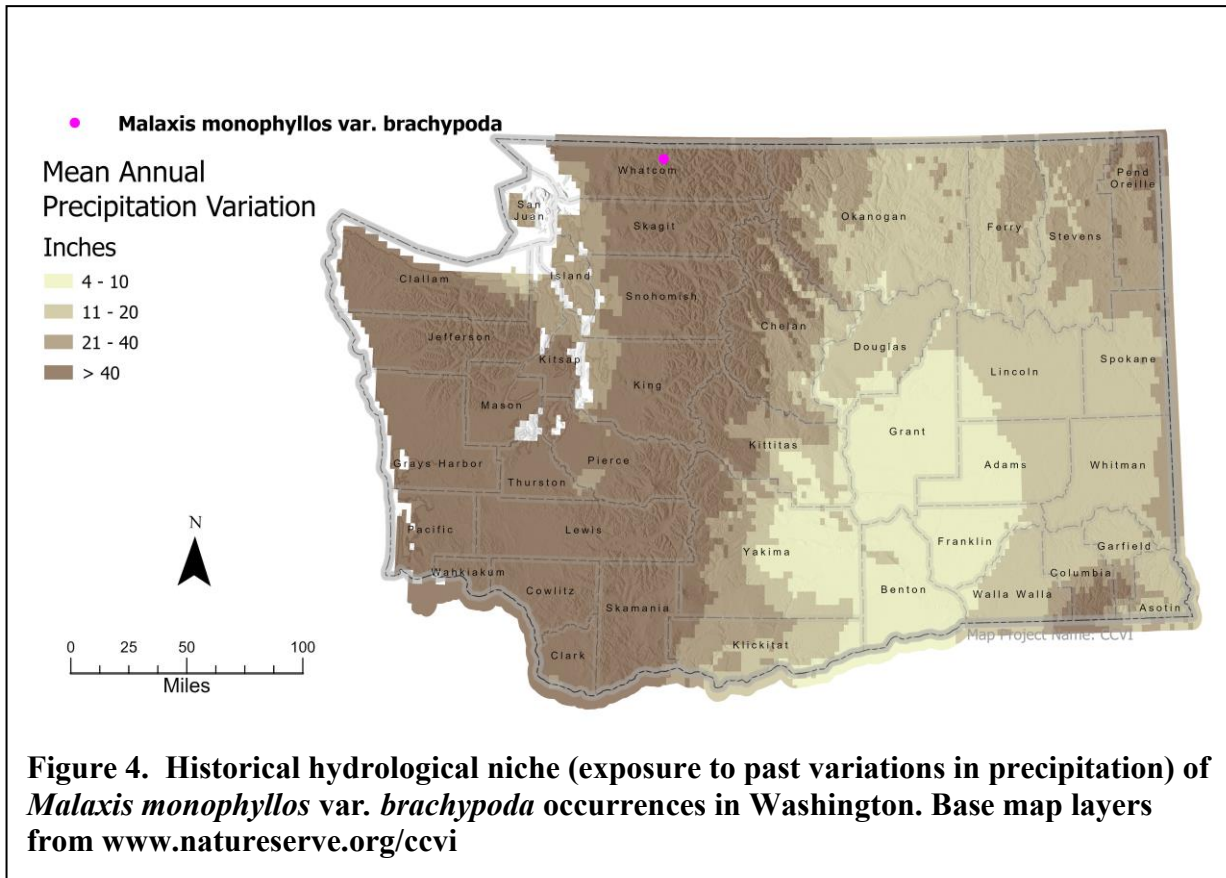 Malaxis monophyllos var. brachypoda
Mean Annual
Precipitation Variation
Inches
4 - 10
11 - 20
21 - 40
> 40
Whatcom
Pend
Oreille
San
Juan
Okanogan
Skagit
Ferry
Stevens
Island
Clallam
Snohomish
Chelan
Jefferson
Kitsap
Douglas
Spokane
Lincoln
King
Mason
Grant
Kittitas
Pierce
Grays Harbor
Adams
Whitman
Thurston
Pacific
Lewis
Franklin
Yakima
Garfield
Wahkiakum
Columbia
Cowlitz
Benton
Walla Walla
Skamania
Asotin
Map Project Name: CCVI
Klickitat
Clark
N
0 25 50 100
Miles
Figure 4. Historical hydrological niche (exposure to past variations in precipitation) of
Malaxis monophyllos var. brachypoda occurrences in Washington. Base map layers
from www.natureserve.org/ccvi